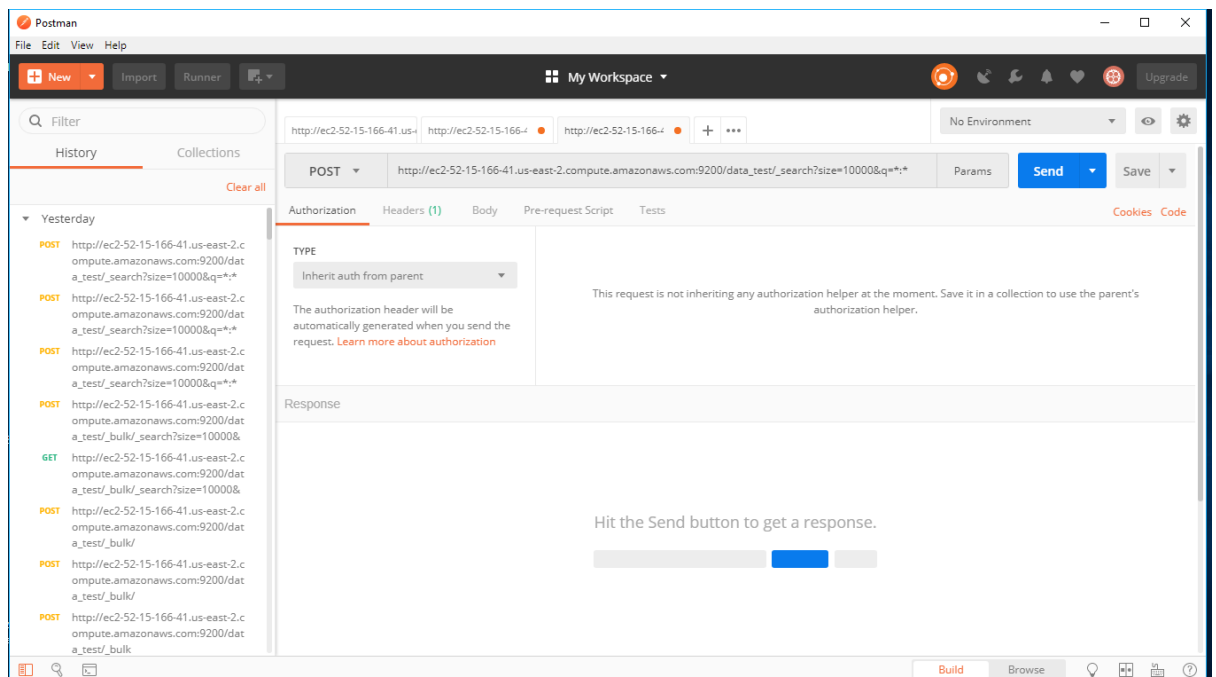 Postman
File Edit View Help
New Import Runner My Workspace Upgrade
Filter
History Collections
Clear all
Yesterday
POST http://ec2-52-15-166-41.us-east-2.c
ompute.amazonaws.com:9200/dat
a_test/_search?size=10000&q=*:*
POST http://ec2-52-15-166-41.us-east-2.c
ompute.amazonaws.com:9200/dat
a_test/_search?size=10000&q=*:*
POST http://ec2-52-15-166-41.us-east-2.c
ompute.amazonaws.com:9200/dat
a_test/_search?size=10000&q=*:*
POST http://ec2-52-15-166-41.us-east-2.c
ompute.amazonaws.com:9200/dat
a_test/_bulk/_search?size=10000&
GET http://ec2-52-15-166-41.us-east-2.c
ompute.amazonaws.com:9200/dat
a_test/_bulk/_search?size=10000&
POST http://ec2-52-15-166-41.us-east-2.c
ompute.amazonaws.com:9200/dat
a_test/_bulk/
POST http://ec2-52-15-166-41.us-east-2.c
ompute.amazonaws.com:9200/dat
a_test/_bulk/
POST http://ec2-52-15-166-41.us-east-2.c
ompute.amazonaws.com:9200/dat
a_test/_bulk
http://ec2-52-15-166-41.us- http://ec2-52-15-166- http://ec2-52-15-166- + •••
No Environment
POST http://ec2-52-15-166-41.us-east-2.compute.amazonaws.com:9200/data_test/_search?size=10000&q=*:* Params Send Save
Authorization Headers (1) Body Pre-request Script Tests Cookies Code
TYPE
Inherit auth from parent
The authorization header will be
automatically generated when you send the
request. Learn more about authorization
This request is not inheriting any authorization helper at the moment. Save it in a collection to use the parent's
authorization helper.
Response
Hit the Send button to get a response.
Build Browse